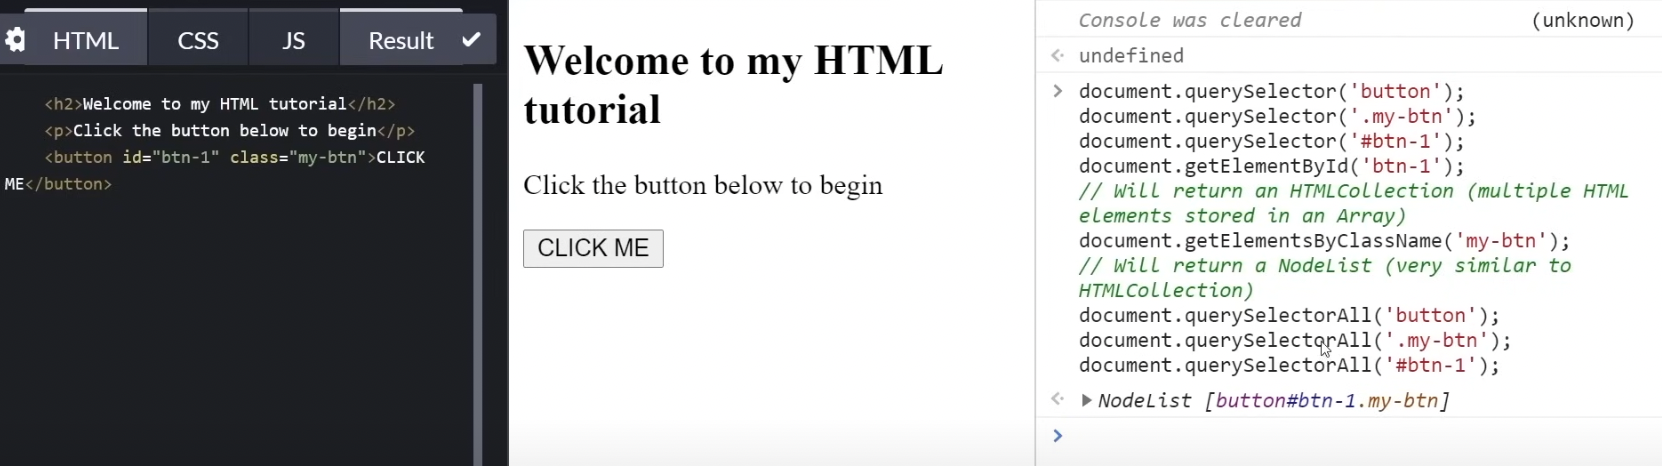 HTML CSS JS Result
<h2>Welcome to my HTML tutorial</h2>
<p>Click the button below to begin</p>
<button id="btn-1" class="my-btn">CLICK
ME</button>
Welcome to my HTML
tutorial
Click the button below to begin
CLICK ME
Console was cleared (unknown)
undefined
document.querySelector('button');
document.querySelector('.my-btn');
document.querySelector('#btn-1');
document.getElementById('btn-1');
// Will return an HTMLCollection (multiple HTML
elements stored in an Array)
document.getElementsByClassName('my-btn');
// Will return a NodeList (very similar to
HTMLCollection)
document.querySelectorAll('button');
document.querySelectorAll('.my-btn');
document.querySelectorAll('#btn-1');
NodeList [button#btn-1.my-btn]